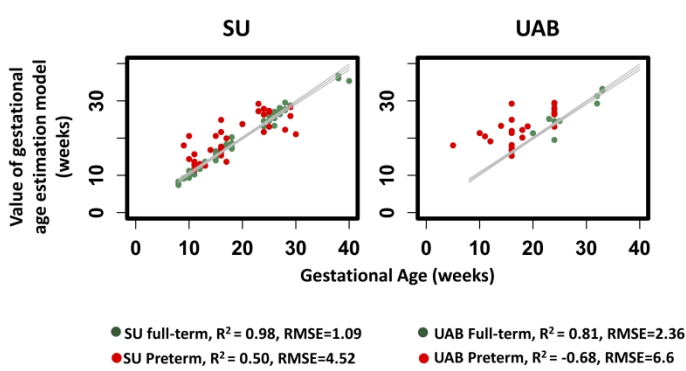 SU
UAB
Value of gestational
age estimation model
(weeks)
30
10
0
0 10 20 30 40
30
10
0
0 10 20 30 40
Gestational Age (weeks)
SU full-term, R² = 0.98, RMSE=1.09
SU Preterm, R² = 0.50, RMSE=4.52
UAB Full-term, R² = 0.81, RMSE=2.36
UAB Preterm, R² = -0.68, RMSE=6.6